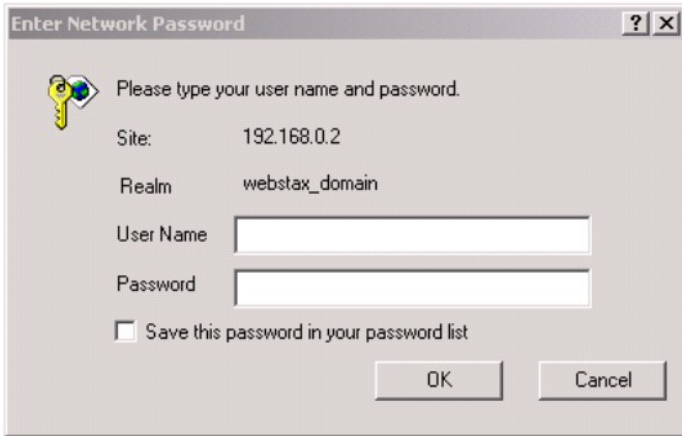 Enter Network Password
? X
Please type your user name and password.
Site: 192.168.0.2
Realm webstax_domain
User Name
Password
Save this password in your password list
OK Cancel